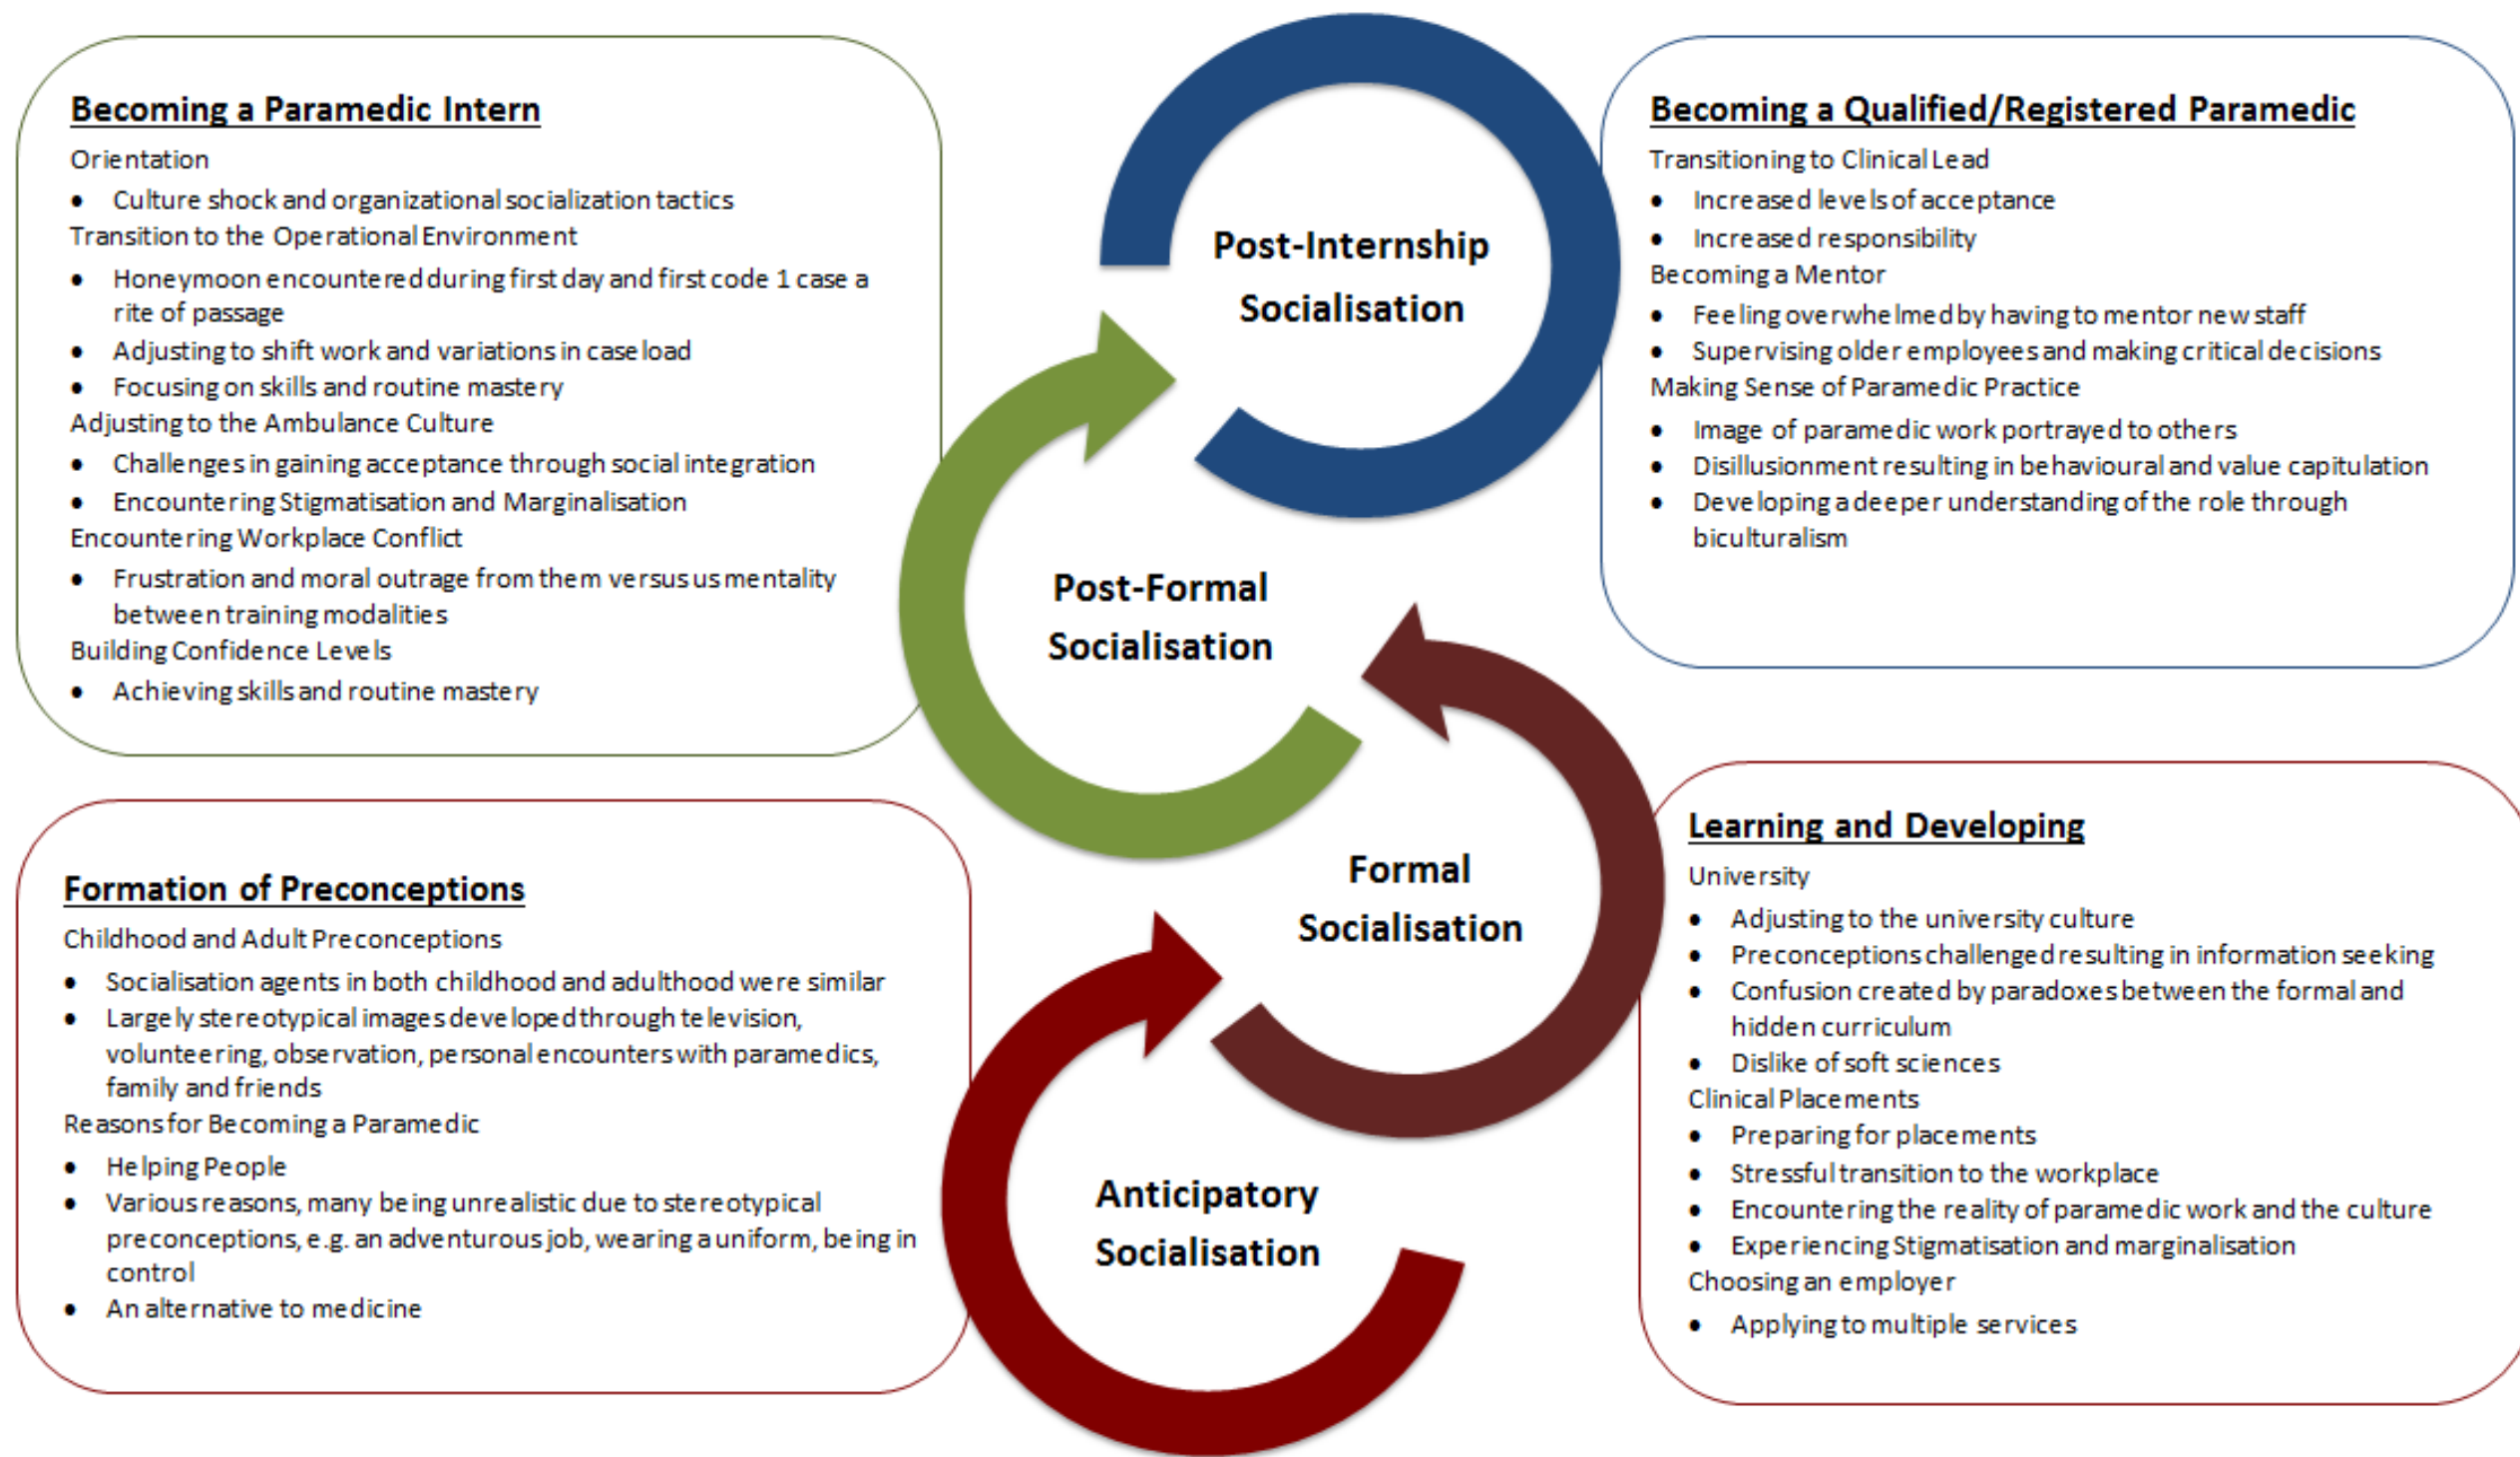 Becoming a Paramedic Intern
Orientation
• Culture shock and organizational socialization tactics
Transition to the Operational Environment
• Honeymoon encountered during first day and first code 1 case a
rite of passage
• Adjusting to shift work and variations in case load
• Focusing on skills and routine mastery
Adjusting to the Ambulance Culture
• Challenges in gaining acceptance through social integration
• Encountering Stigmatisation and Marginalisation
Encountering Workplace Conflict
• Frustration and moral outrage from them versus us mentality
between training modalities
Building Confidence Levels
• Achieving skills and routine mastery
Post-Internship
Socialisation
Becoming a Qualified/Registered Paramedic
Transitioning to Clinical Lead
• Increased levels of acceptance
• Increased responsibility
Becoming a Mentor
• Feeling overwhelmed by having to mentor new staff
• Supervising older employees and making critical decisions
Making Sense of Paramedic Practice
• Image of paramedic work portrayed to others
• Disillusionment resulting in behavioural and value capitulation
• Developing a deeper understanding of the role through
biculturalism
Post-Formal
Socialisation
Formation of Preconceptions
Childhood and Adult Preconceptions
• Socialisation agents in both childhood and adulthood were similar
• Largely stereotypical images developed through television,
volunteering, observation, personal encounters with paramedics,
family and friends
Reasons for Becoming a Paramedic
• Helping People
• Various reasons, many being unrealistic due to stereotypical
preconceptions, e.g. an adventurous job, wearing a uniform, being in
control
• An alternative to medicine
Formal
Socialisation
Learning and Developing
University
• Adjusting to the university culture
• Preconceptions challenged resulting in information seeking
• Confusion created by paradoxes between the formal and
hidden curriculum
• Dislike of soft sciences
Clinical Placements
• Preparing for placements
• Stressful transition to the workplace
• Encountering the reality of paramedic work and the culture
• Experiencing Stigmatisation and marginalisation
Choosing an employer
• Applying to multiple services
Anticipatory
Socialisation